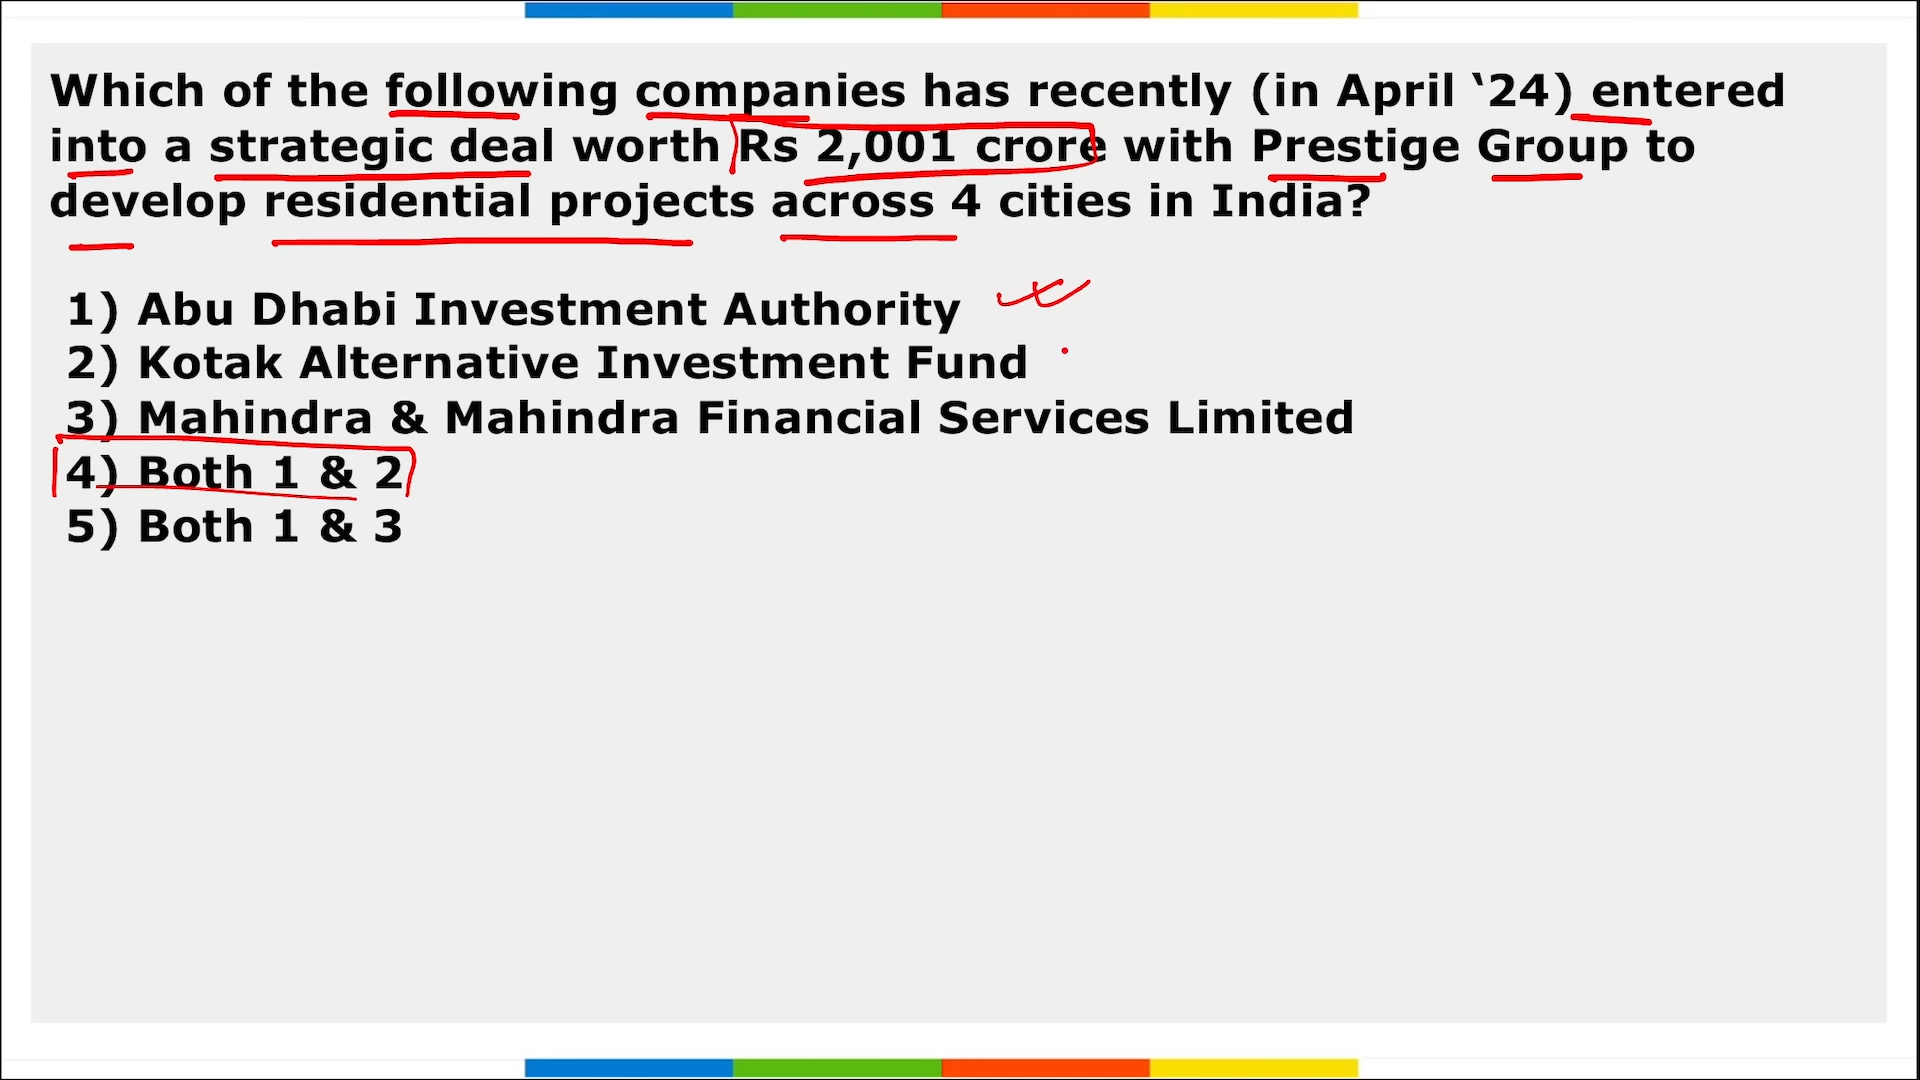 Which of the following companies has recently (in April ‘24) entered
into a strategic deal worth Rs 2,001 crore with Prestige Group to
develop residential projects across 4 cities in India?
1) Abu Dhabi Investment Authority
2) Kotak Alternative Investment Fund
3) Mahindra & Mahindra Financial Services Limited
4) Both 1 & 2
5) Both 1 & 3